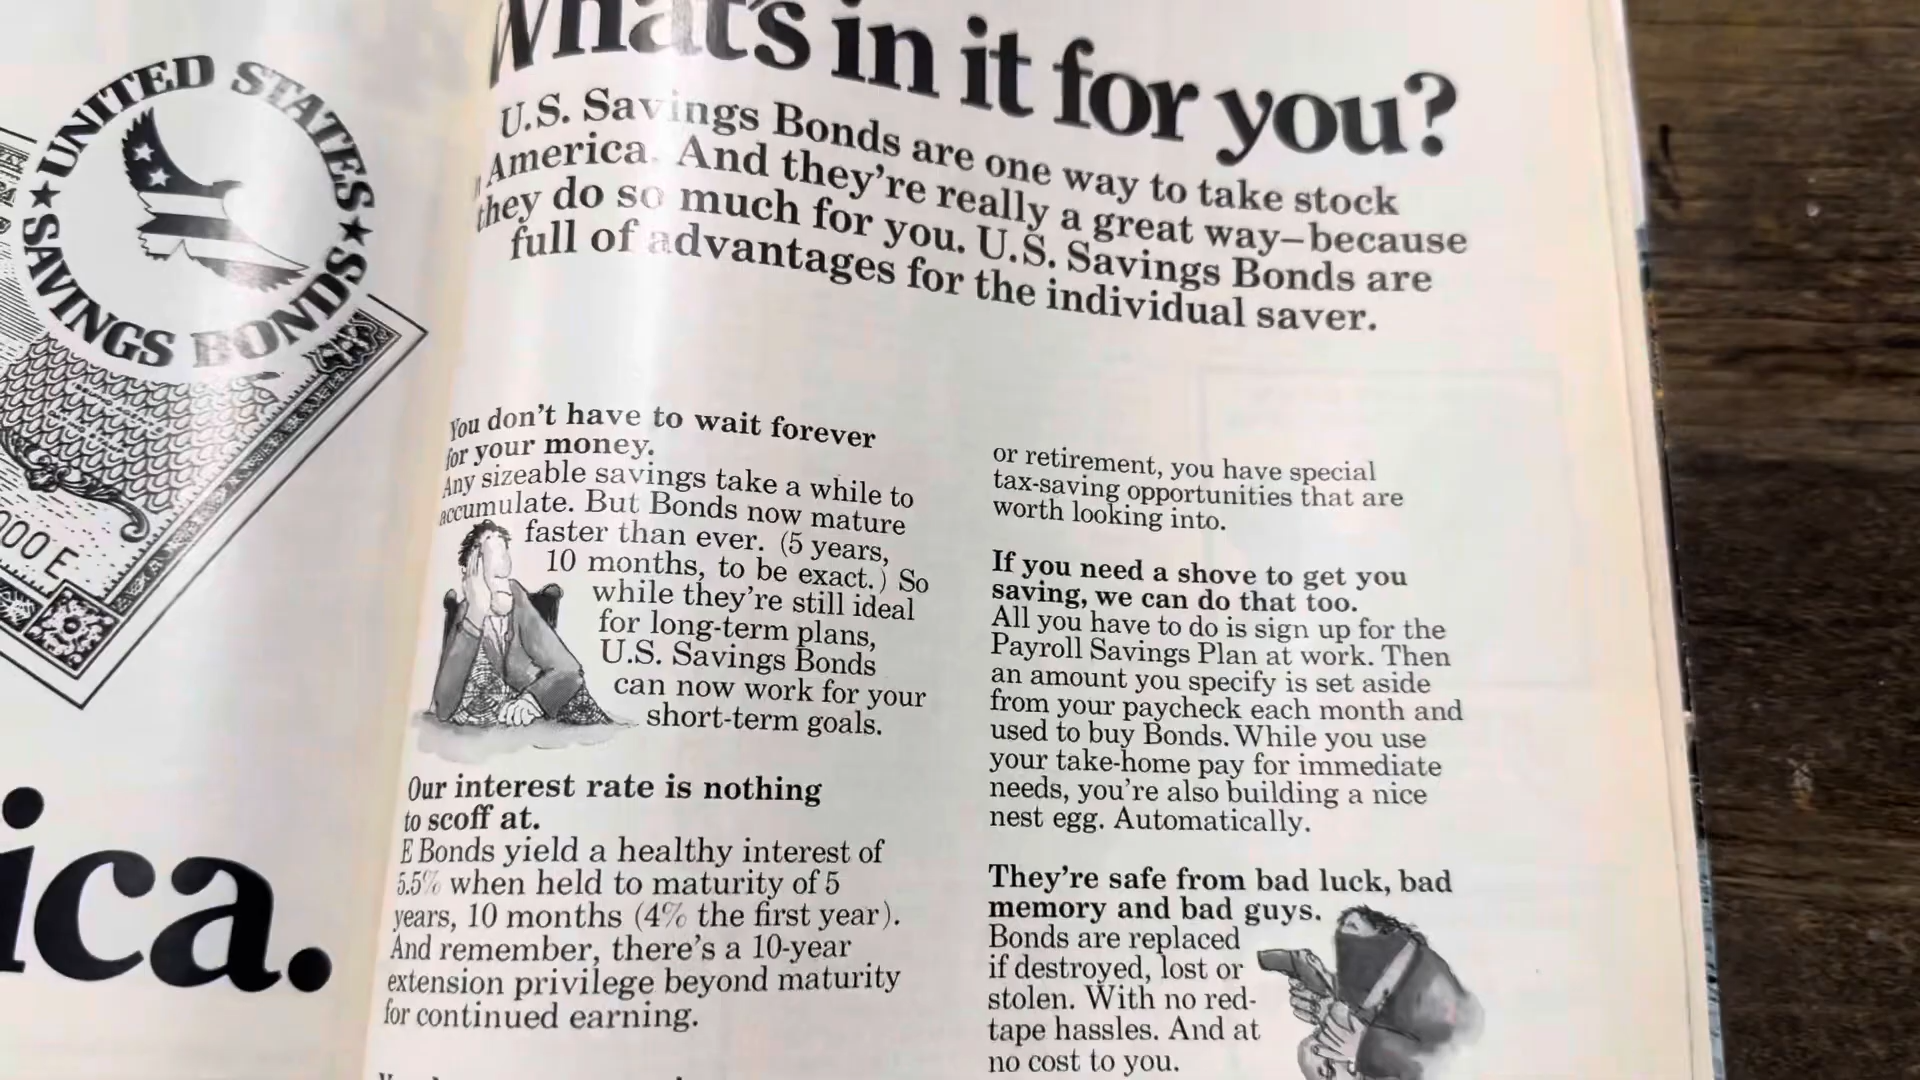 UNITED STATES
SAVINGS BONDS
000 E
ica.
What's in it for you?
U.S. Savings Bonds are one way to take stock
America. And they're really a great way–because
they do so much for you. U.S. Savings Bonds are
full of advantages for the individual saver.
You don't have to wait forever
for your money.
Any sizeable savings take a while to
accumulate. But Bonds now mature
faster than ever. (5 years,
10 months, to be exact.) So
while they're still ideal
for long-term plans,
U.S. Savings Bonds
can now work for your
short-term goals.
Our interest rate is nothing
to scoff at.
E Bonds yield a healthy interest of
5.5% when held to maturity of 5
years, 10 months (4% the first year).
And remember, there's a 10-year
extension privilege beyond maturity
for continued earning.
or retirement, you have special
tax-saving opportunities that are
worth looking into.
If you need a shove to get you
saving, we can do that too.
All you have to do is sign up for the
Payroll Savings Plan at work. Then
an amount you specify is set aside
from your paycheck each month and
used to buy Bonds. While you use
your take-home pay for immediate
needs, you're also building a nice
nest egg. Automatically.
They're safe from bad luck, bad
memory and bad guys.
Bonds are replaced
if destroyed, lost or
stolen. With no red-
tape hassles. And at
no cost to you.